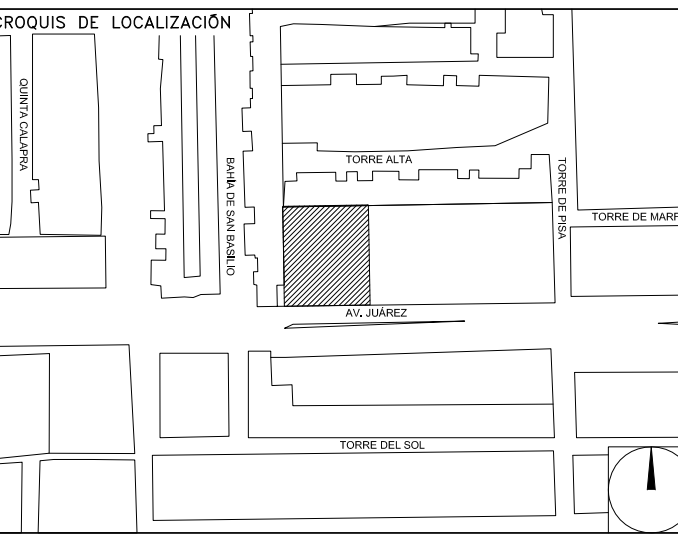 CROQUIS DE LOCALIZACIÓN
QUINTA CALAPRA
BAHÍA DE SAN BASILIO
TORRE ALTA
TORRE DE PISA
TORRE DE MARF
AV. JUÁREZ
TORRE DEL SOL